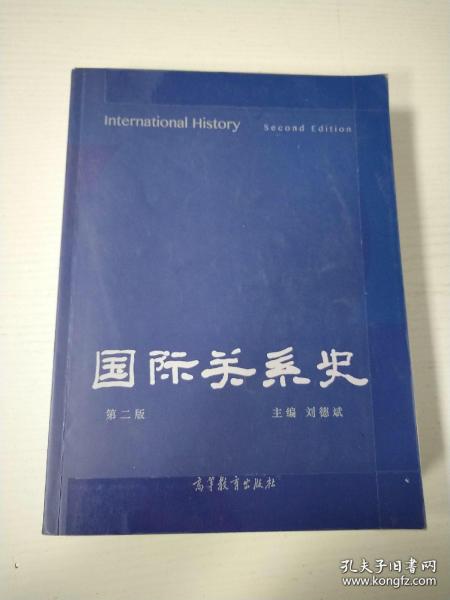 International History Second Edition
国际关系史
第二版 主编 刘德斌
高等教育出版社
孔夫子旧书网
www.kongfz.com